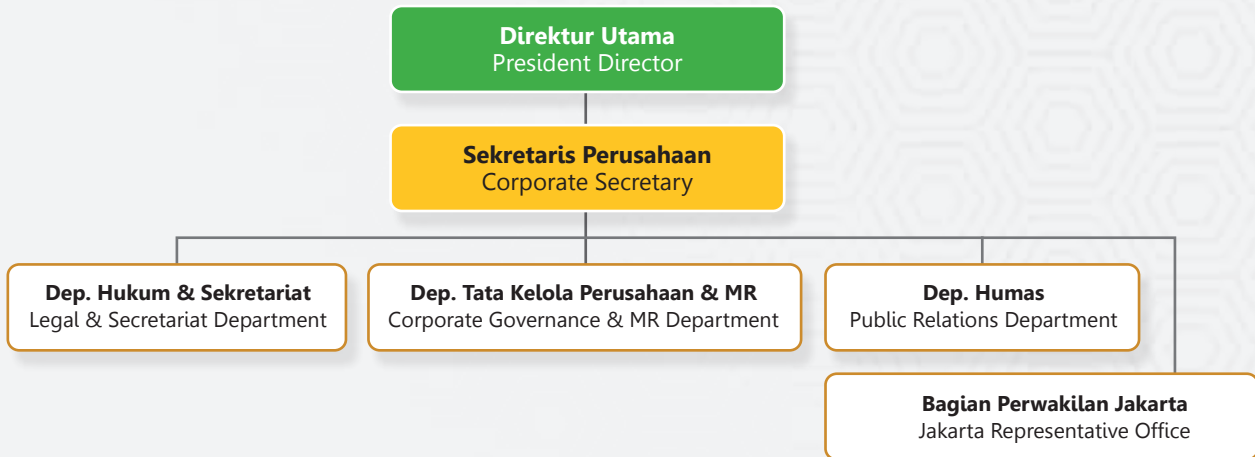 Direktur Utama
President Director
Sekretaris Perusahaan
Corporate Secretary
Dep. Hukum & Sekretariat
Legal & Secretariat Department
Dep. Tata Kelola Perusahaan & MR
Corporate Governance & MR Department
Dep. Humas
Public Relations Department
Bagian Perwakilan Jakarta
Jakarta Representative Office